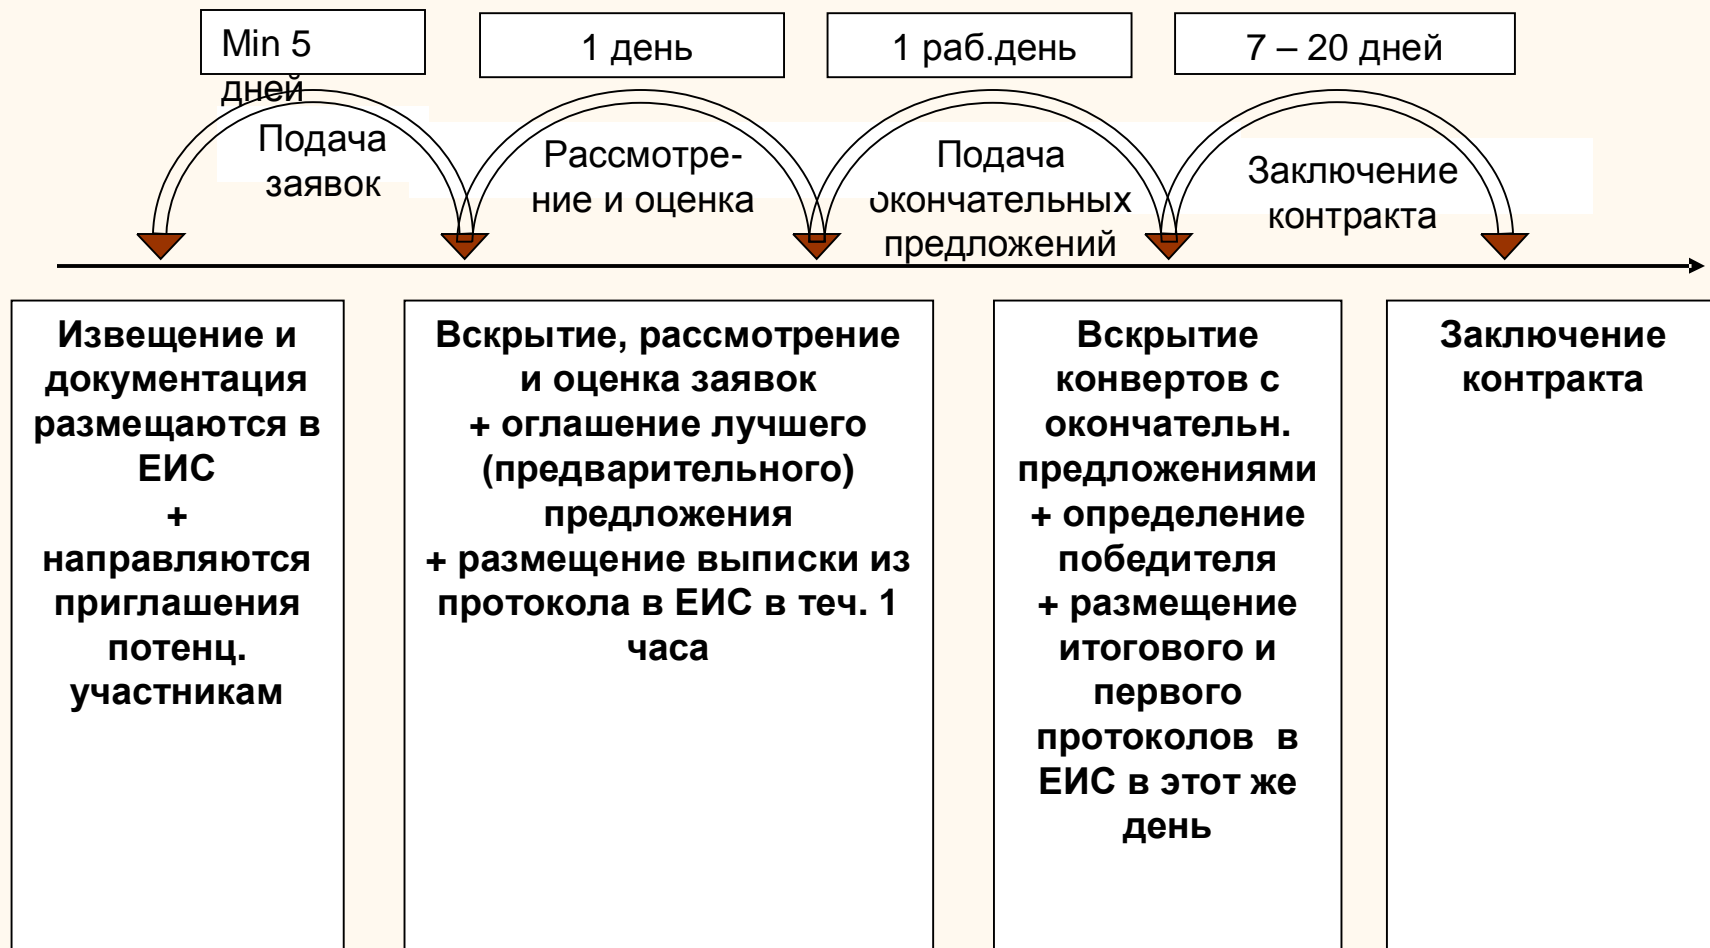 Min 5
дней
1 день
1 раб.день
7 – 20 дней
Подача
заявок
Рассмотре-
ние и оценка
Подача
окончательных
предложений
Заключение
контракта
Извещение и
документация
размещаются в
ЕИС
+
направляются
приглашения
потенц.
участникам
Вскрытие, рассмотрение
и оценка заявок
+ оглашение лучшего
(предварительного)
предложения
+ размещение выписки из
протокола в ЕИС в теч. 1
часа
Вскрытие
конвертов с
окончательн.
предложениями
+ определение
победителя
+ размещение
итогового и
первого
протоколов в
ЕИС в этот же
день
Заключение
контракта